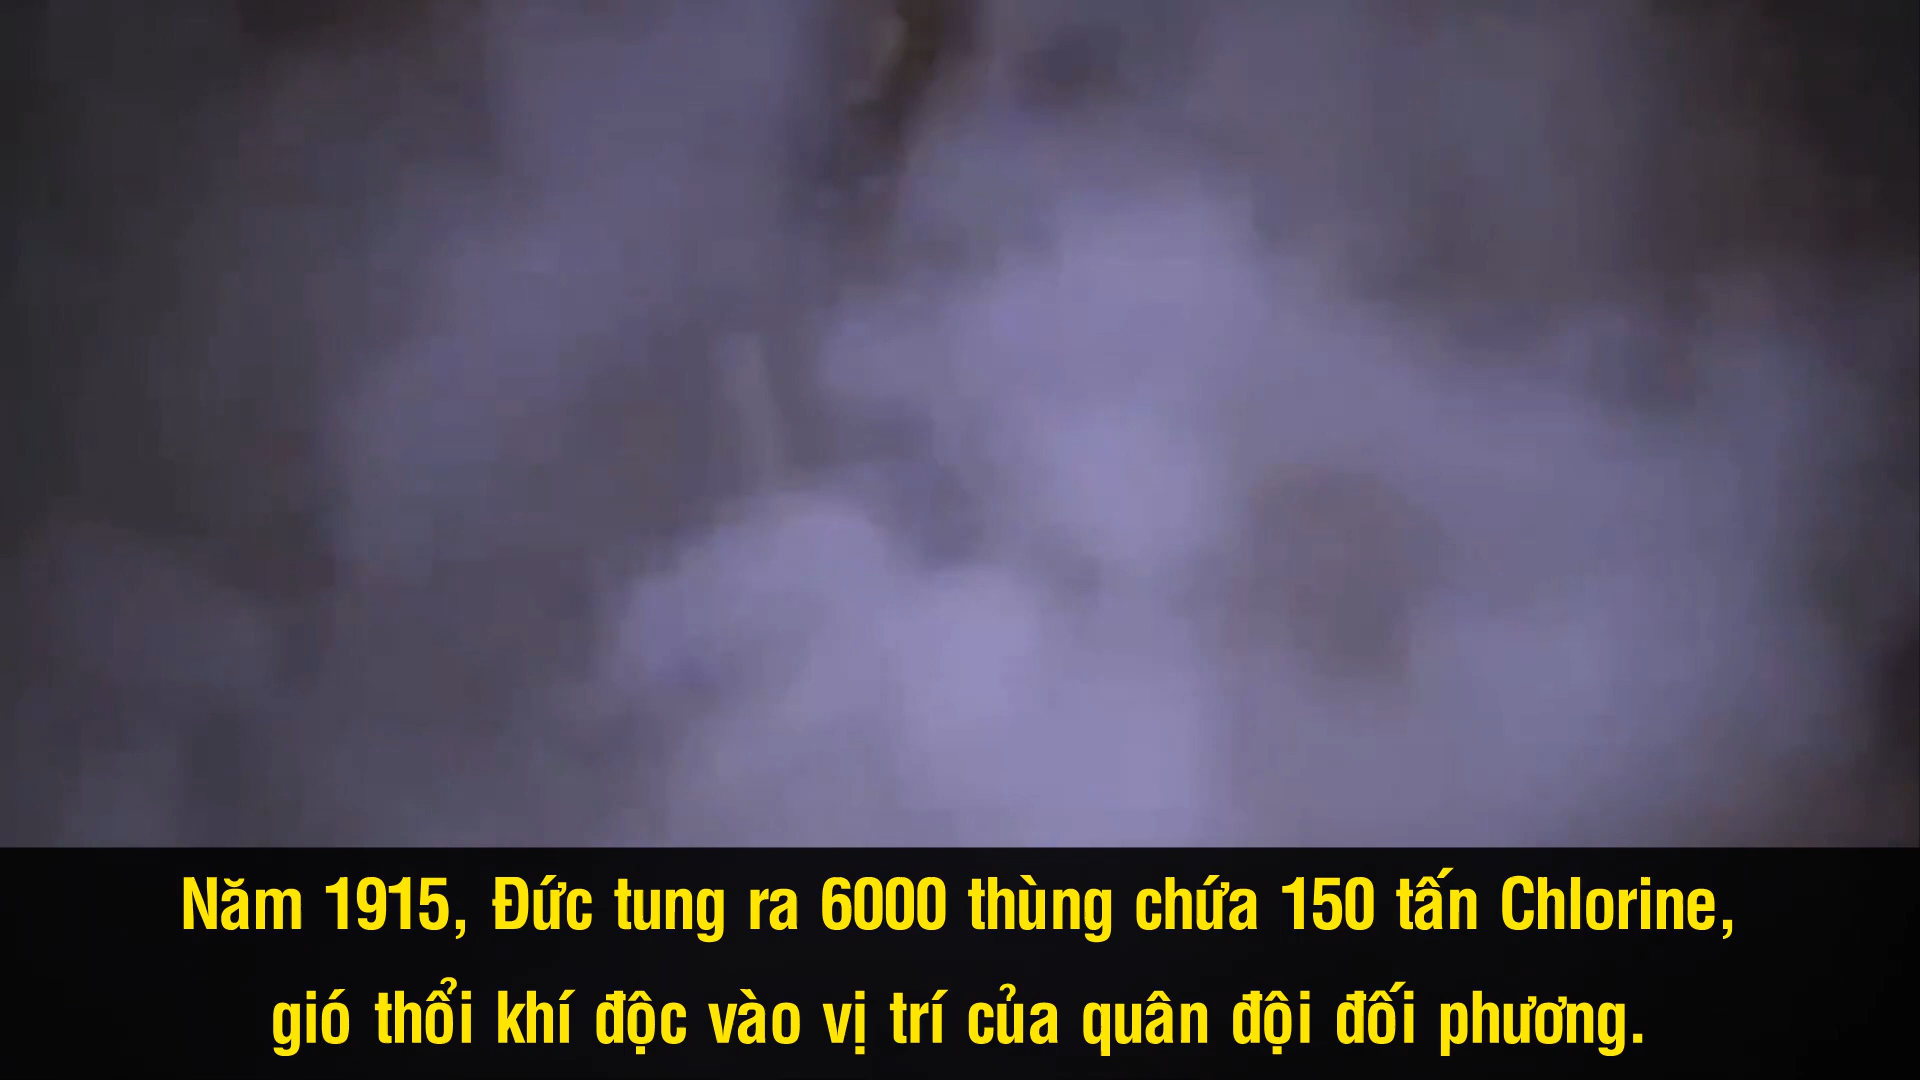 Năm 1915, Đức tung ra 6000 thùng chứa 150 tấn Chlorine,
gió thổi khí độc vào vị trí của quân đội đối phương.